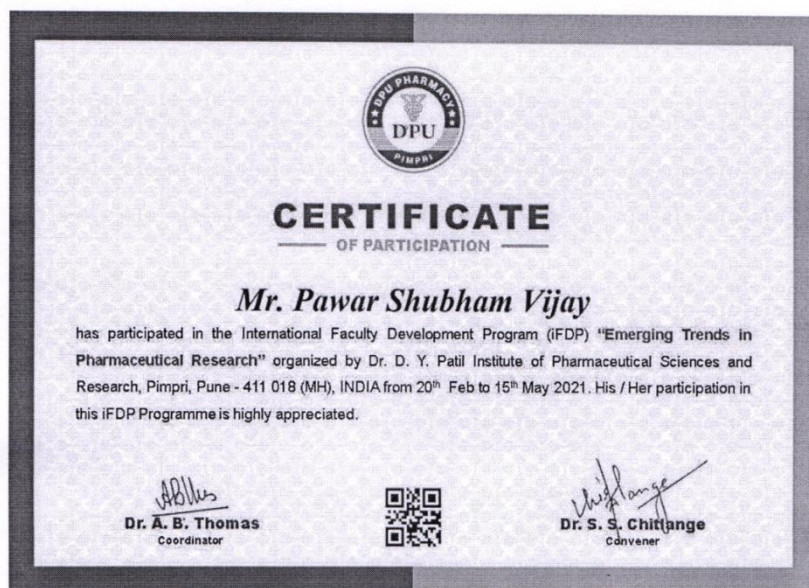 DPU PHARMACY
DPU
PIMPRI
CERTIFICATE
OF PARTICIPATION
Mr. Pawar Shubham Vijay
has participated in the International Faculty Development Program (iFDP) "Emerging Trends in
Pharmaceutical Research" organized by Dr. D. Y. Patil Institute of Pharmaceutical Sciences and
Research, Pimpri, Pune - 411 018 (MH), INDIA from 20th Feb to 15th May 2021. His / Her participation in
this iFDP Programme is highly appreciated.
Dr. A. B. Thomas
Coordinator
Dr. S. S. Chitlange
Convener